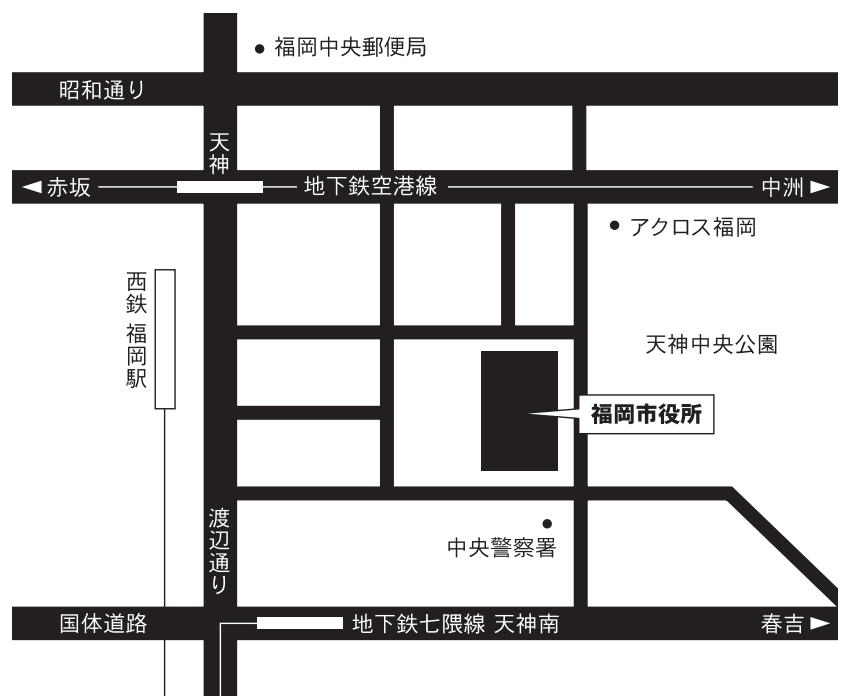 福岡中央郵便局
昭和通り
天神
赤坂
地下鉄空港線
中洲
アクロス福岡
西鉄 福岡駅
天神中央公園
福岡市役所
渡辺通り
中央警察署
国体道路
地下鉄七隈線 天神南
春吉